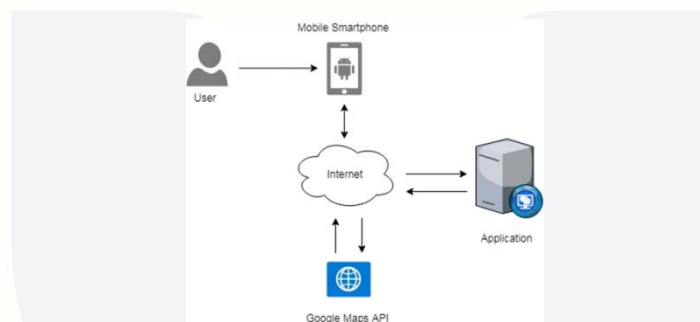 Mobile Smartphone
User
Internet
Application
Google Maps API